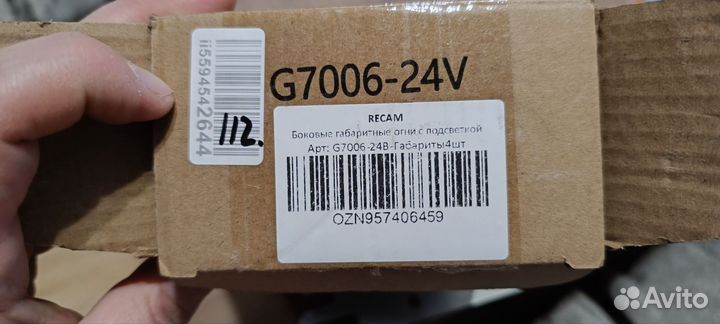 ii5594542644
112.
G7006-24V
RECAM
Боковые габаритные огни с подсветкой
Арт: G7006-24В-Габариты4шт
OZN957406459
Avito